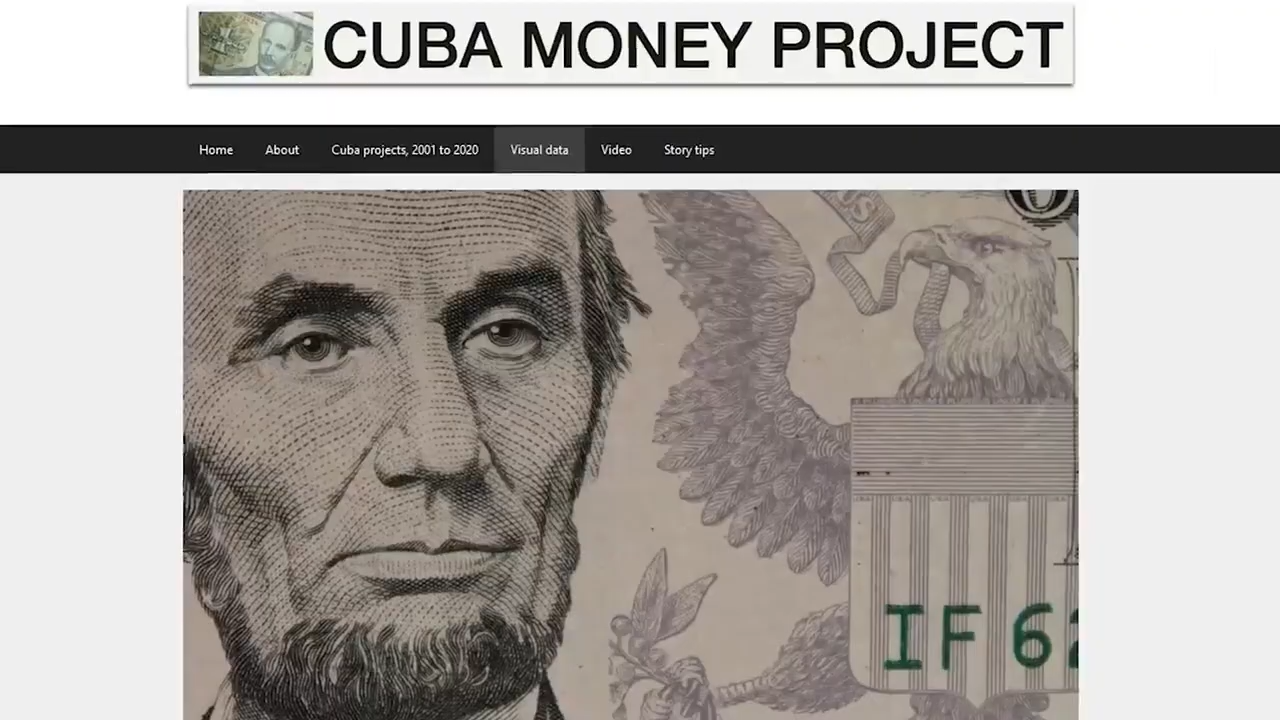 CUBA MONEY PROJECT
Home
About
Cuba projects, 2001 to 2020
Visual data
Video
Story tips
IF 62